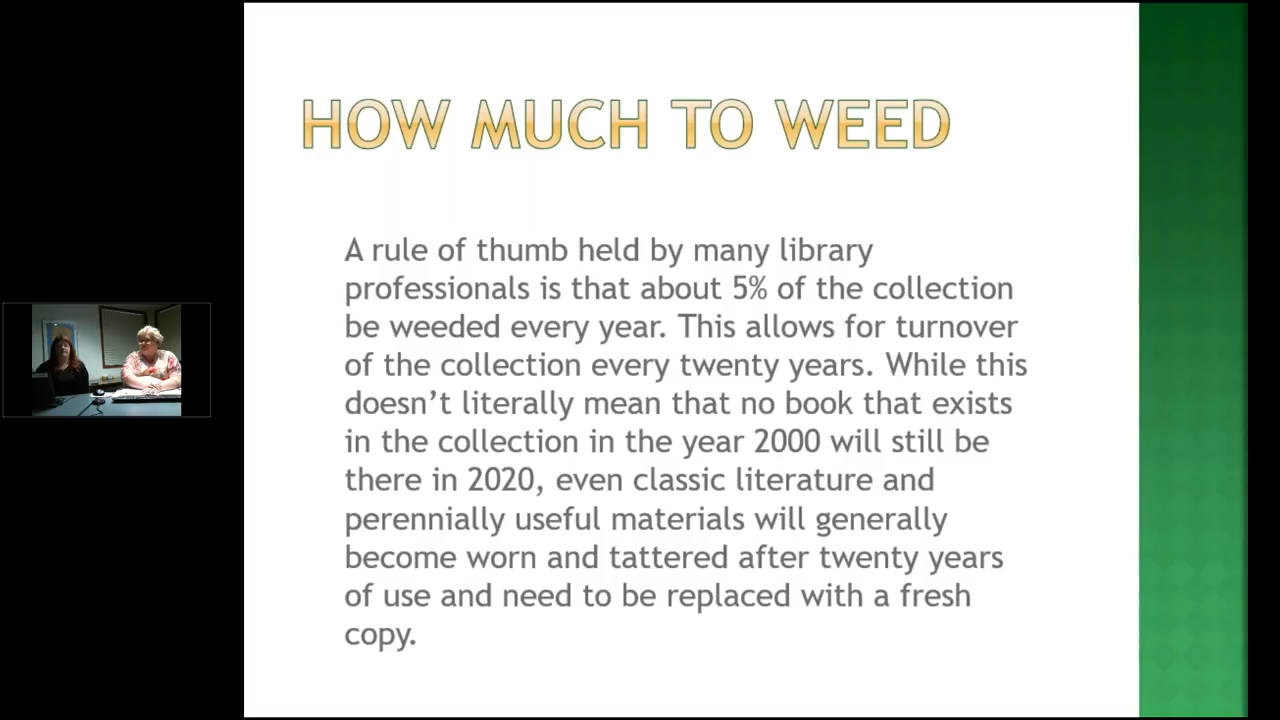 HOW MUCH TO WEED
A rule of thumb held by many library
professionals is that about 5% of the collection
be weeded every year. This allows for turnover
of the collection every twenty years. While this
doesn’t literally mean that no book that exists
in the collection in the year 2000 will still be
there in 2020, even classic literature and
perennially useful materials will generally
become worn and tattered after twenty years
of use and need to be replaced with a fresh
copy.